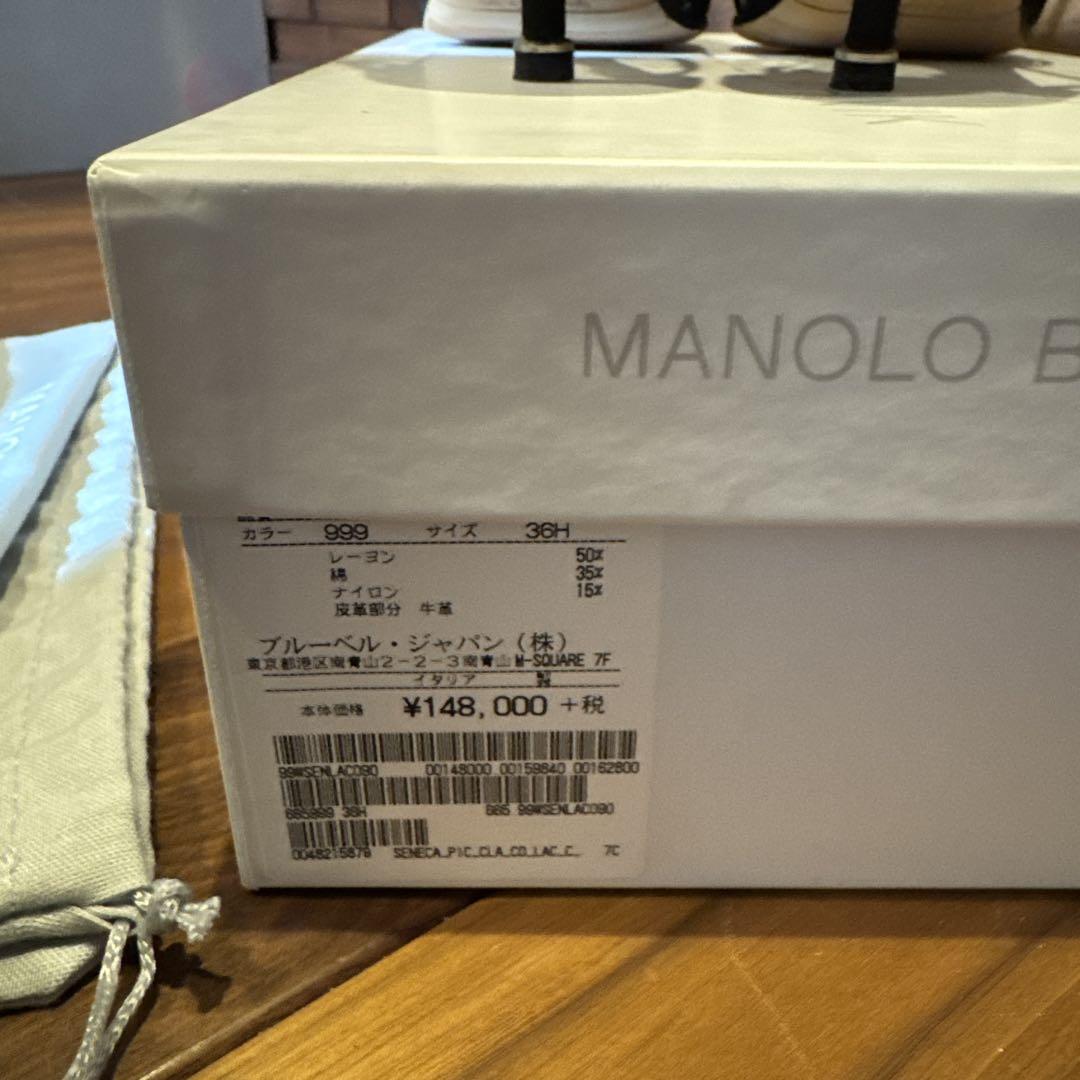 MANOLO B
カラー 999 サイズ 36H
レーヨン 50%
綿 35%
ナイロン 15%
皮革部分 牛革
ブルーベル・ジャパン(株)
東京都港区南青山2-2-3南青山M-SQUARE 7F
イタリア 製
本体価格 ¥148,000 +税
99WSENLAC090 00148000 00159840 00162800
665999 36H 665 99WSENLAC090
0048215878 SENECA_PIC_CLA_CO_LAC_C_ 7C